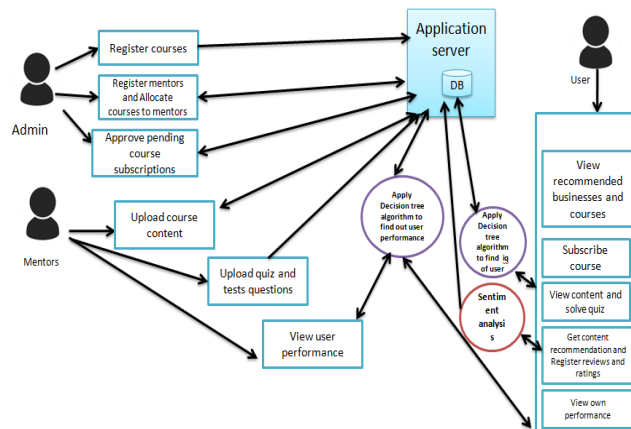 Register courses
Application
server
DB
User
Admin
Register mentors
and Allocate
courses to mentors
Approve pending
course
subscriptions
Mentors
Upload course
content
Upload quiz and
tests questions
View user
performance
Apply
Decision tree
algorithm to
find out user
performance
Apply
Decision tree
algorithm
to find ig
of user
Sentim
ent
analysi
s
View
recommended
businesses and
courses
Subscribe
course
View content and
solve quiz
Get content
recommendation and
Register reviews and
ratings
View own
performance